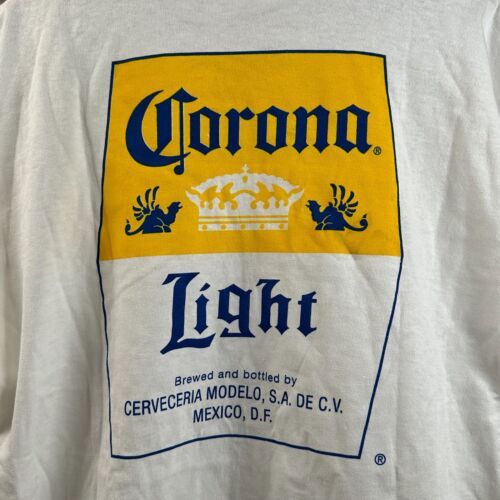 Corona®
Light
Brewed and bottled by
CERVECERIA MODELO, S.A. DE C.V.
MEXICO, D.F.
®